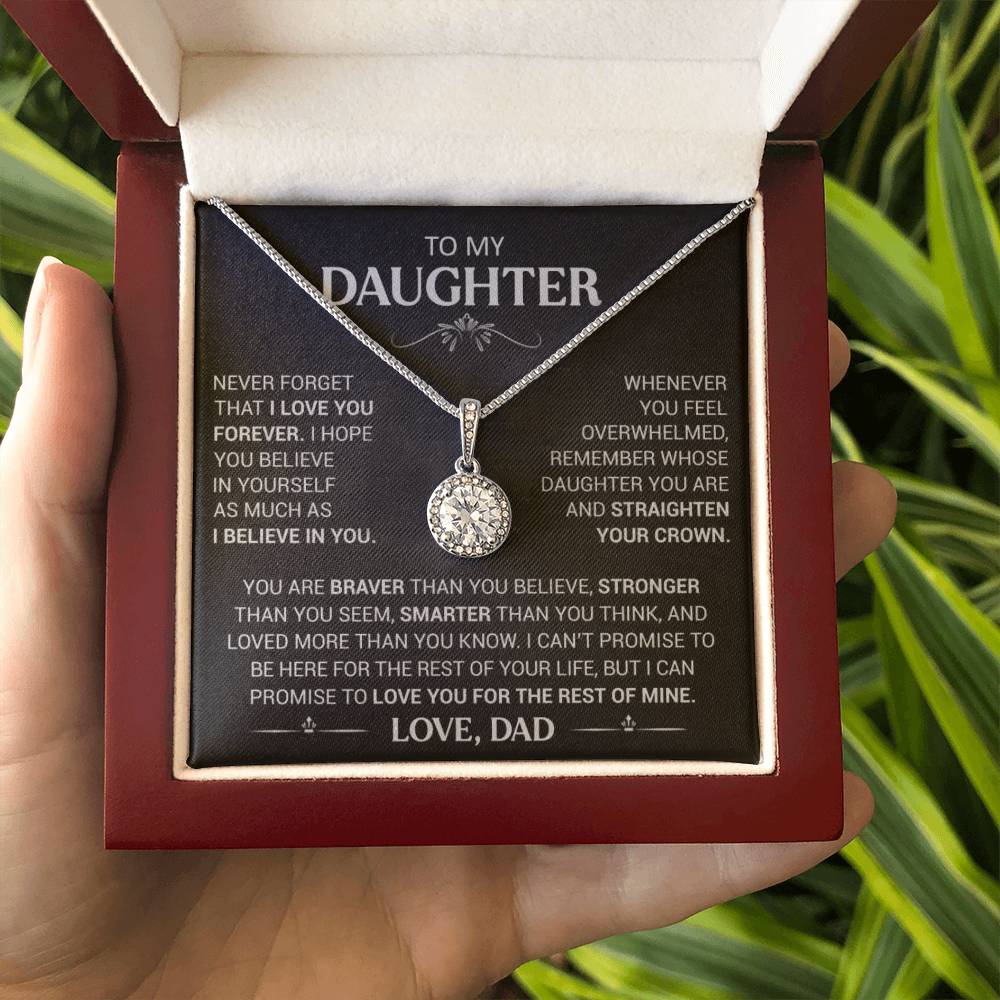 TO MY
DAUGHTER
NEVER FORGET
THAT I LOVE YOU
FOREVER. I HOPE
YOU BELIEVE
IN YOURSELF
AS MUCH AS
I BELIEVE IN YOU.
WHENEVER
YOU FEEL
OVERWHELMED,
REMEMBER WHOSE
DAUGHTER YOU ARE
AND STRAIGHTEN
YOUR CROWN.
YOU ARE BRAVER THAN YOU BELIEVE, STRONGER
THAN YOU SEEM, SMARTER THAN YOU THINK, AND
LOVED MORE THAN YOU KNOW. I CAN'T PROMISE TO
BE HERE FOR THE REST OF YOUR LIFE, BUT I CAN
PROMISE TO LOVE YOU FOR THE REST OF MINE.
LOVE, DAD